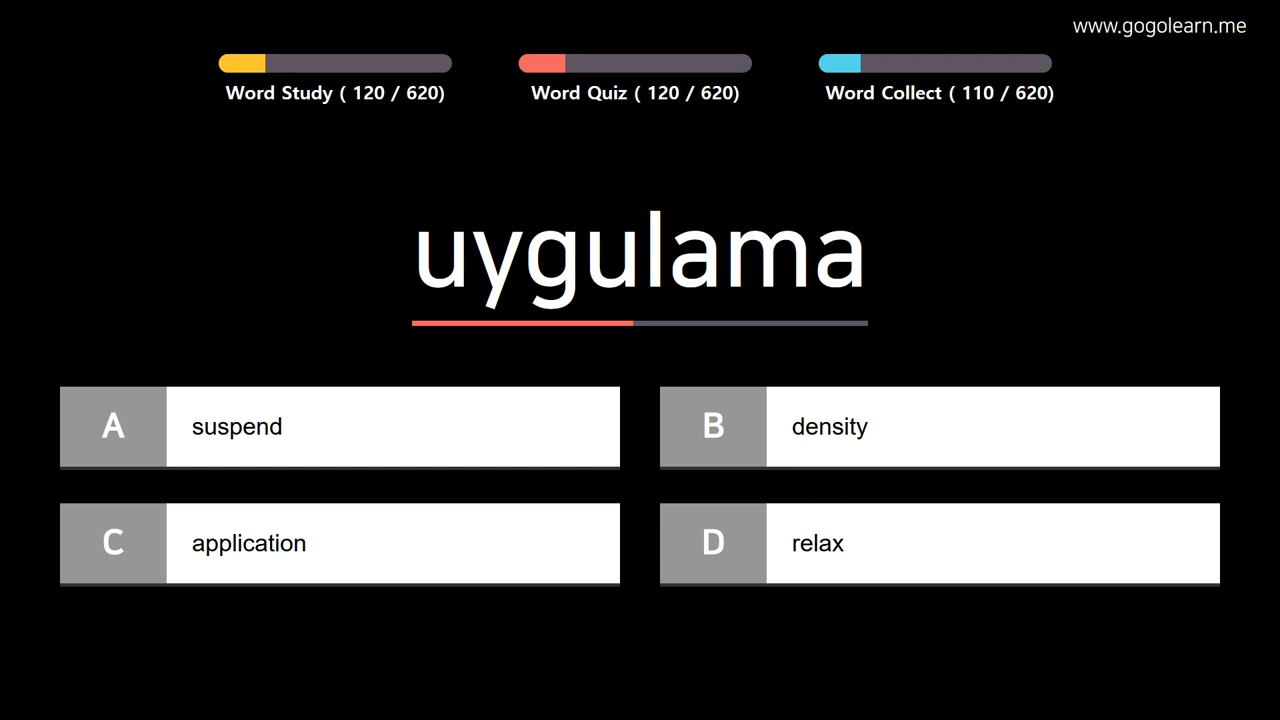 www.gogolearn.me
Word Study ( 120 / 620)
Word Quiz ( 120 / 620)
Word Collect ( 110 / 620)
uygulama
A suspend
B density
C application
D relax